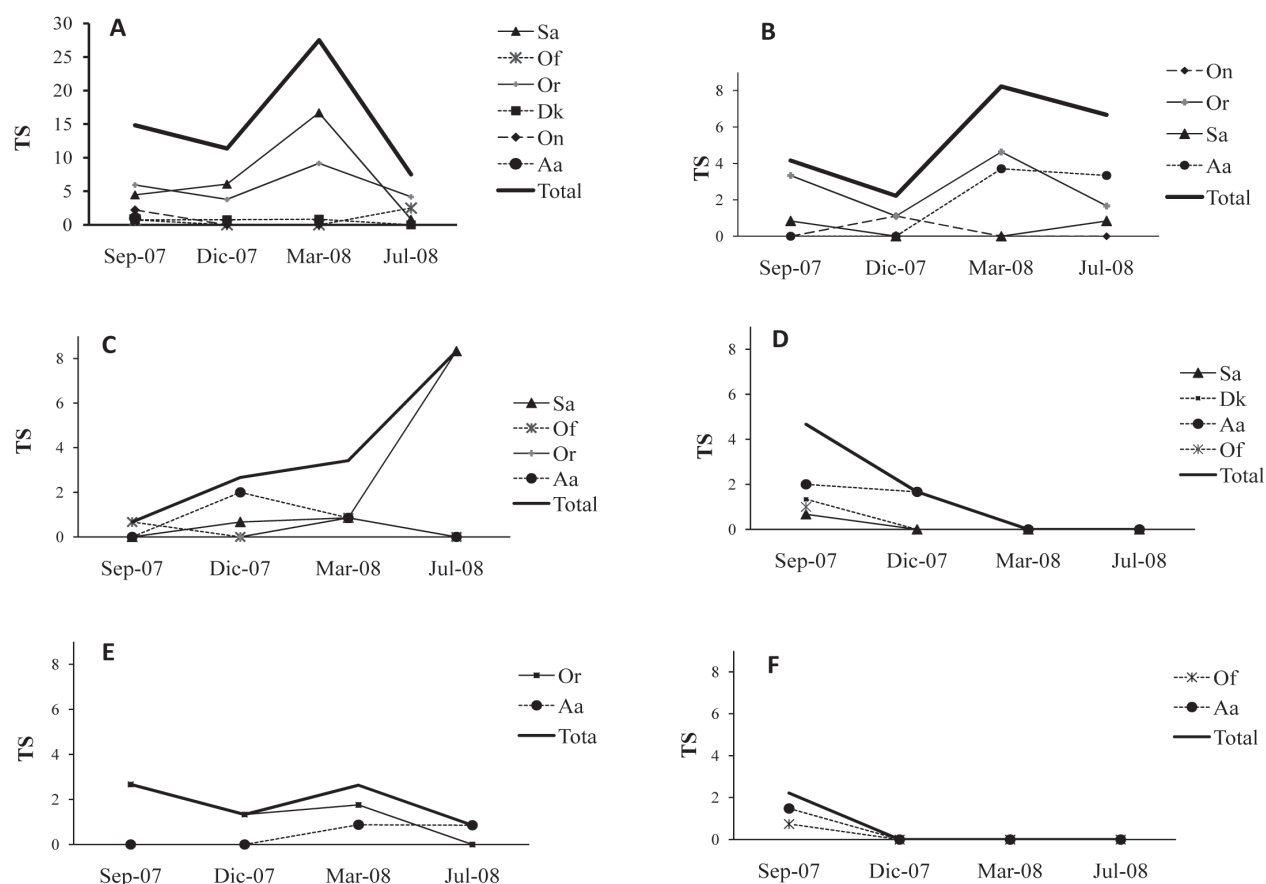 A
TS
30
25
20
15
10
5
0
Sep-07 Dic-07 Mar-08 Jul-08
Sa
Of
Or
Dk
On
Aa
Total
B
TS
8
6
4
2
0
Sep-07 Dic-07 Mar-08 Jul-08
On
Or
Sa
Aa
Total
C
TS
8
6
4
2
0
Sep-07 Dic-07 Mar-08 Jul-08
Sa
Of
Or
Aa
Total
D
TS
8
6
4
2
0
Sep-07 Dic-07 Mar-08 Jul-08
Sa
Dk
Aa
Of
Total
E
TS
8
6
4
2
0
Sep-07 Dic-07 Mar-08 Jul-08
Or
Aa
Tota
F
TS
8
6
4
2
0
Sep-07 Dic-07 Mar-08 Jul-08
Of
Aa
Total